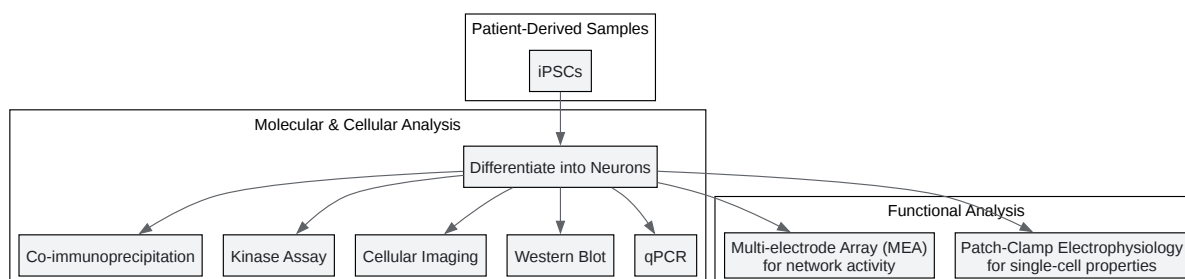 Patient-Derived Samples
iPSCs
Molecular & Cellular Analysis
Differentiate into Neurons
Functional Analysis
Co-immunoprecipitation
Kinase Assay
Cellular Imaging
Western Blot
qPCR
Multi-electrode Array (MEA)
for network activity
Patch-Clamp Electrophysiology
for single-cell properties